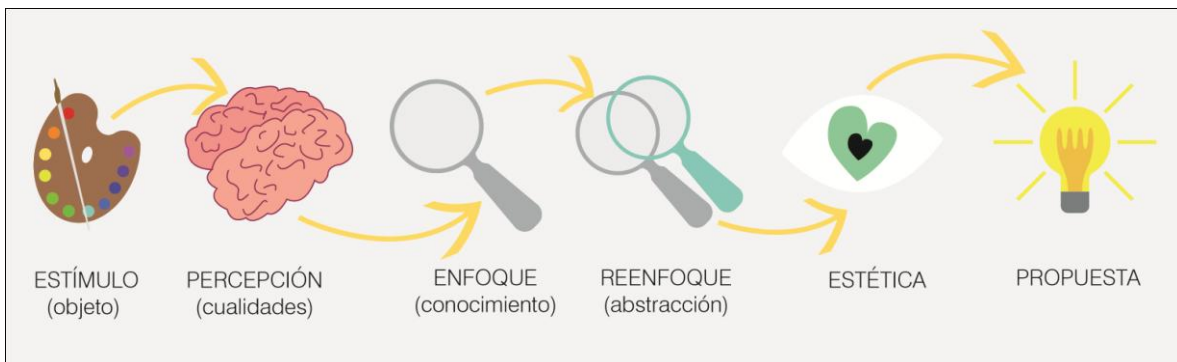 ESTÍMULO
(objeto)
PERCEPCIÓN
(cualidades)
ENFOQUE
(conocimiento)
REENFOQUE
(abstracción)
ESTÉTICA
PROPUESTA